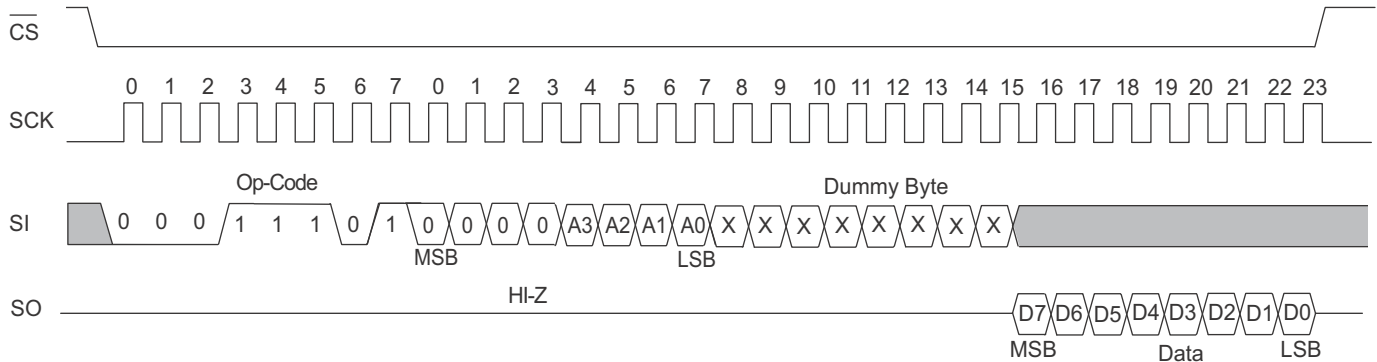 CS
0 1 2 3 4 5 6 7 0 1 2 3 4 5 6 7 8 9 10 11 12 13 14 15 16 17 18 19 20 21 22 23
SCK
Op-Code
Dummy Byte
SI 0 0 0 1 1 1 0 1 0 0 0 0 A3 A2 A1 A0 X X X X X X X X
MSB LSB
HI-Z
SO D7 D6 D5 D4 D3 D2 D1 D0
MSB Data LSB